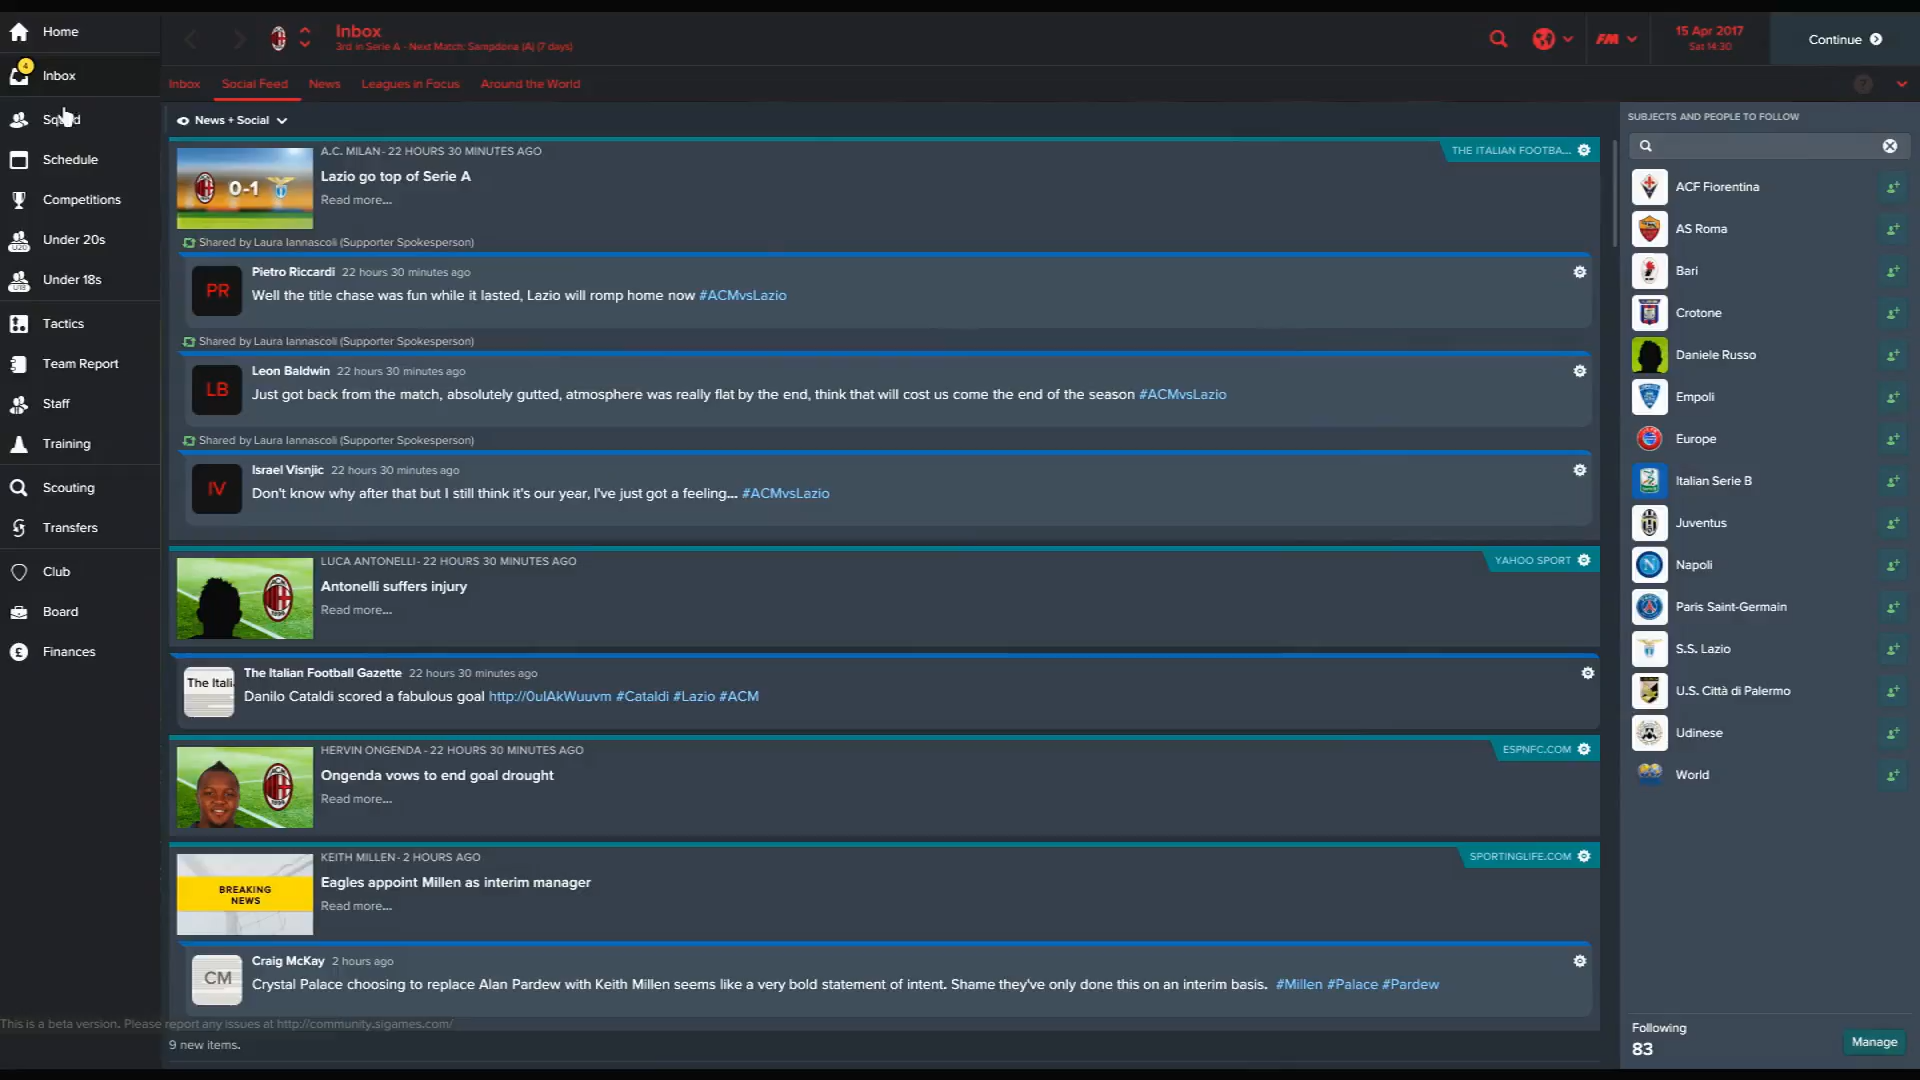 Home
Inbox
4
Squad
Schedule
Competitions
Under 20s
Under 18s
Tactics
Team Report
Staff
Training
Scouting
Transfers
Club
Board
Finances
Inbox
3rd in Serie A - Next Match: Sampdoria (A) (7 days)
FM
15 Apr 2017
Sat 14:30
Continue
Inbox
Social Feed
News
Leagues in Focus
Around the World
News + Social
A.C. MILAN - 22 HOURS 30 MINUTES AGO
THE ITALIAN FOOTBA...
0-1
Lazio go top of Serie A
Read more...
Shared by Laura Iannascoli (Supporter Spokesperson)
PR
Pietro Riccardi 22 hours 30 minutes ago
Well the title chase was fun while it lasted, Lazio will romp home now #ACMvsLazio
Shared by Laura Iannascoli (Supporter Spokesperson)
LB
Leon Baldwin 22 hours 30 minutes ago
Just got back from the match, absolutely gutted, atmosphere was really flat by the end, think that will cost us come the end of the season #ACMvsLazio
Shared by Laura Iannascoli (Supporter Spokesperson)
IV
Israel Visnjic 22 hours 30 minutes ago
Don't know why after that but I still think it's our year, I've just got a feeling... #ACMvsLazio
LUCA ANTONELLI - 22 HOURS 30 MINUTES AGO
YAHOO SPORT
Antonelli suffers injury
Read more...
The Itali
The Italian Football Gazette 22 hours 30 minutes ago
Danilo Cataldi scored a fabulous goal http://0ulAkWuuvm #Cataldi #Lazio #ACM
HERVIN ONGENDA - 22 HOURS 30 MINUTES AGO
ESPNFC.COM
Ongenda vows to end goal drought
Read more...
KEITH MILLEN - 2 HOURS AGO
SPORTINGLIFE.COM
BREAKING
NEWS
Eagles appoint Millen as interim manager
Read more...
CM
Craig McKay 2 hours ago
Crystal Palace choosing to replace Alan Pardew with Keith Millen seems like a very bold statement of intent. Shame they've only done this on an interim basis. #Millen #Palace #Pardew
This is a beta version. Please report any issues at http://community.sigames.com/
9 new items.
SUBJECTS AND PEOPLE TO FOLLOW
ACF Fiorentina
AS Roma
Bari
Crotone
Daniele Russo
Empoli
Europe
Italian Serie B
Juventus
Napoli
Paris Saint-Germain
S.S. Lazio
U.S. Città di Palermo
Udinese
World
Following
83
Manage